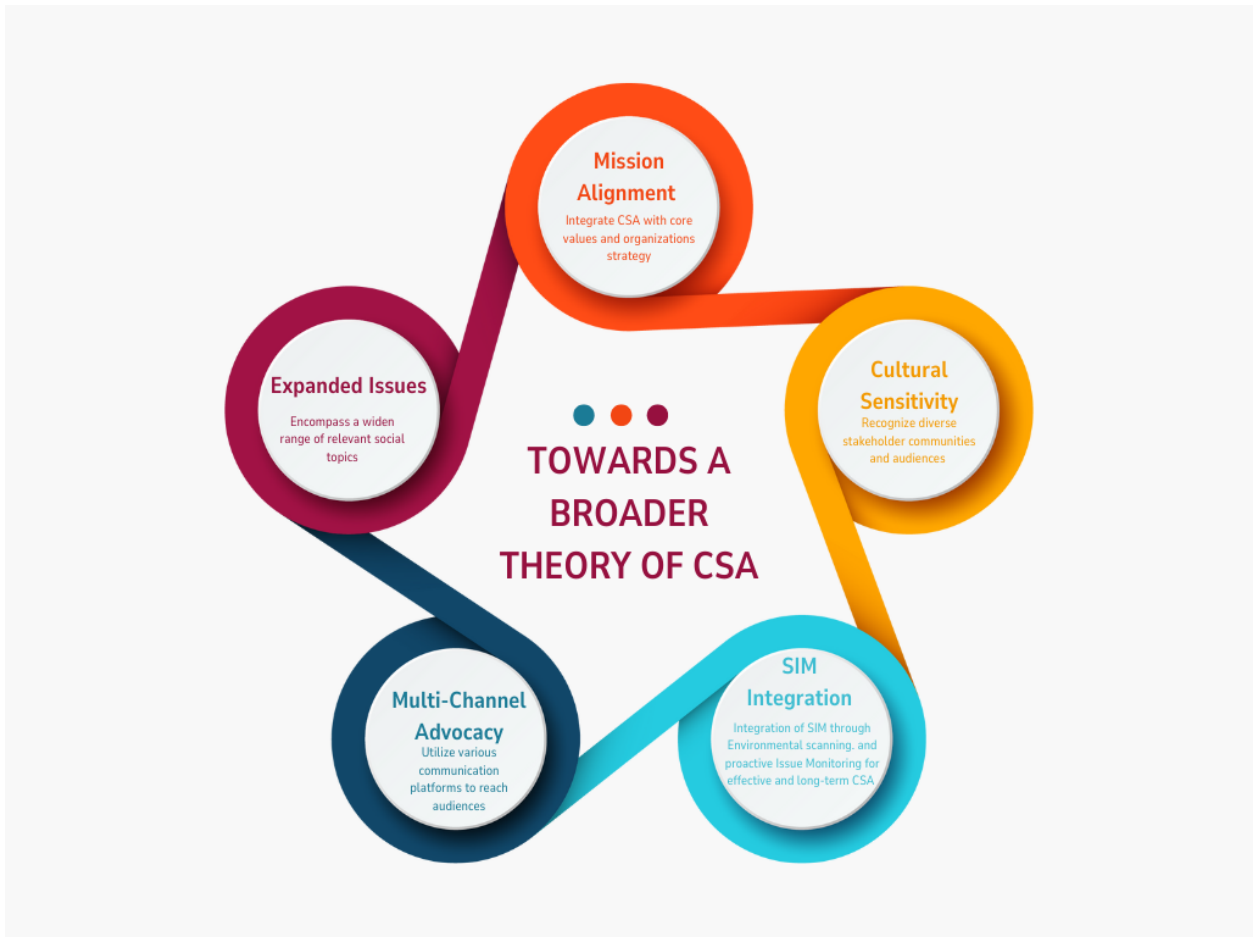 Mission
Alignment
Integrate CSA with core
values and organizations
strategy
Cultural
Sensitivity
Recognize diverse
stakeholder communities
and audiences
SIM
Integration
Integration of SIM through
Environmental scanning. and
proactive Issue Monitoring for
effective and long-term CSA
Multi-Channel
Advocacy
Utilize various
communication
platforms to reach
audiences
Expanded Issues
Encompass a widen
range of relevant social
topics
TOWARDS A
BROADER
THEORY OF CSA